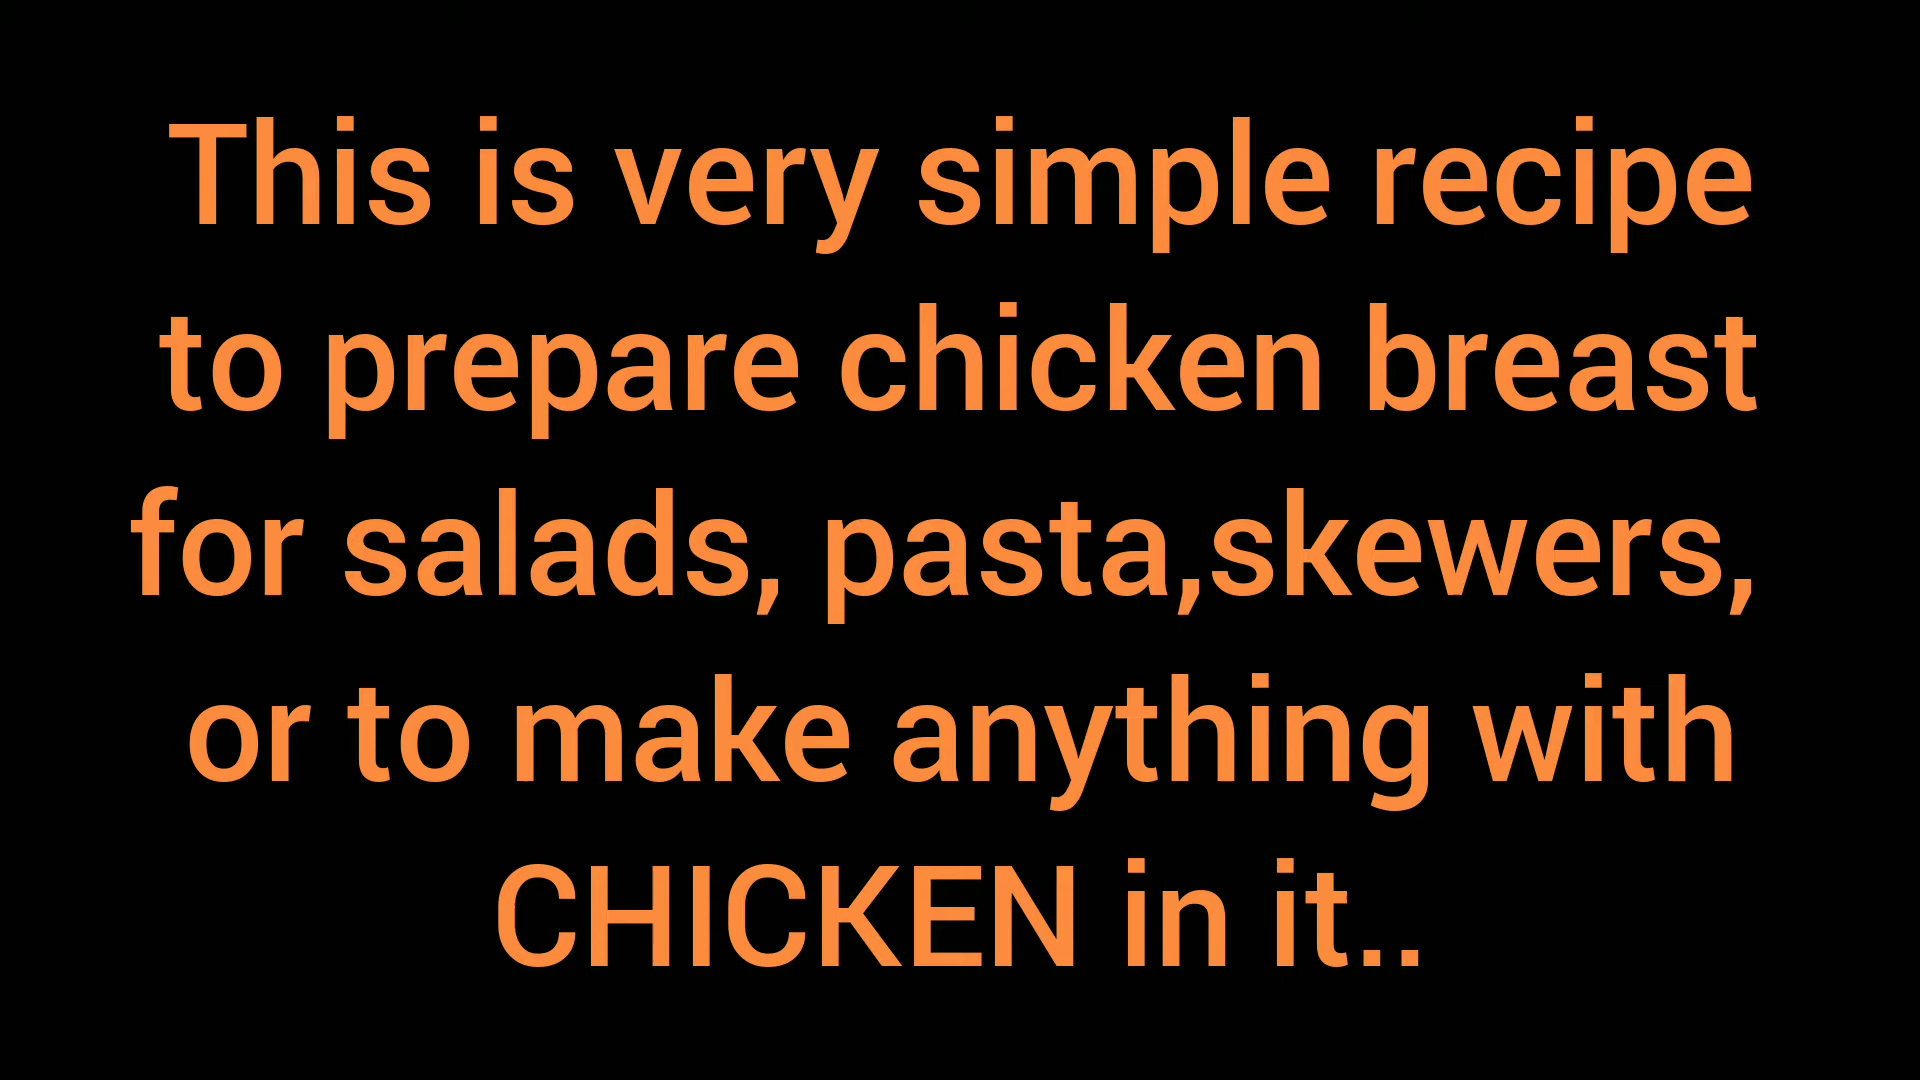 This is very simple recipe
to prepare chicken breast
for salads, pasta,skewers,
or to make anything with
CHICKEN in it..